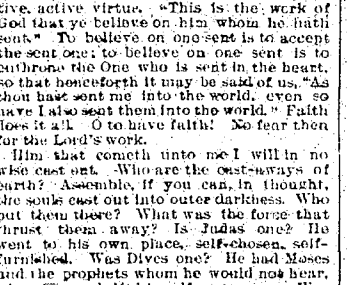 tive, active virtue. "This is the work of
God that ye believe on him whom he hath
sent." To believe on one sent is to accept
the sent one; to believe on one sent is to
enthrone the One who is sent in the heart,
so that henceforth it may be said of us, "As
thou hast sent me into the world, even so
have I also sent them into the world." Faith
does it all. O to have faith! No fear then
for the Lord's work.
Him that cometh unto me I will in no
wise cast out. Who are the cast-aways of
earth? Assemble, if you can, in thought,
the souls cast out into outer darkness. Who
put them there? What was the force that
thrust them away? Is Judas one? He
went to his own place, self-chosen, self-
furnished. Was Dives one? He had Moses
and the prophets whom he would not hear,